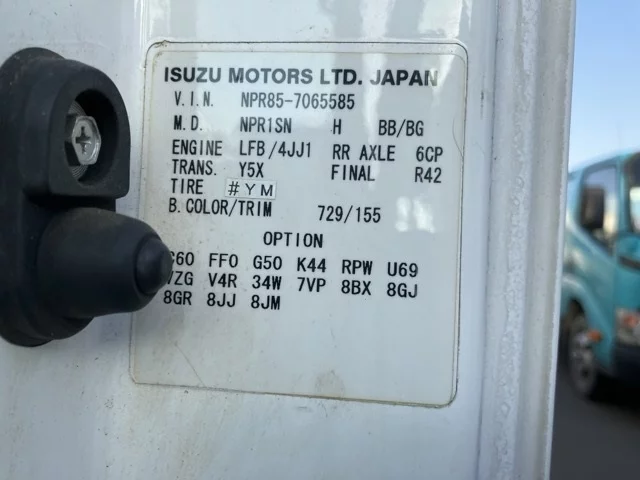 ISUZU MOTORS LTD. JAPAN
V.I.N. NPR85-7065585
M.D. NPR1SN H BB/BG
ENGINE LFB/4JJ1 RR AXLE 6CP
TRANS. Y5X FINAL R42
TIRE #YM
B.COLOR/TRIM 729/155
OPTION
FF0 G50 K44 RPW U69
V4R 34W 7VP 8BX 8GJ
8GR 8JJ 8JM